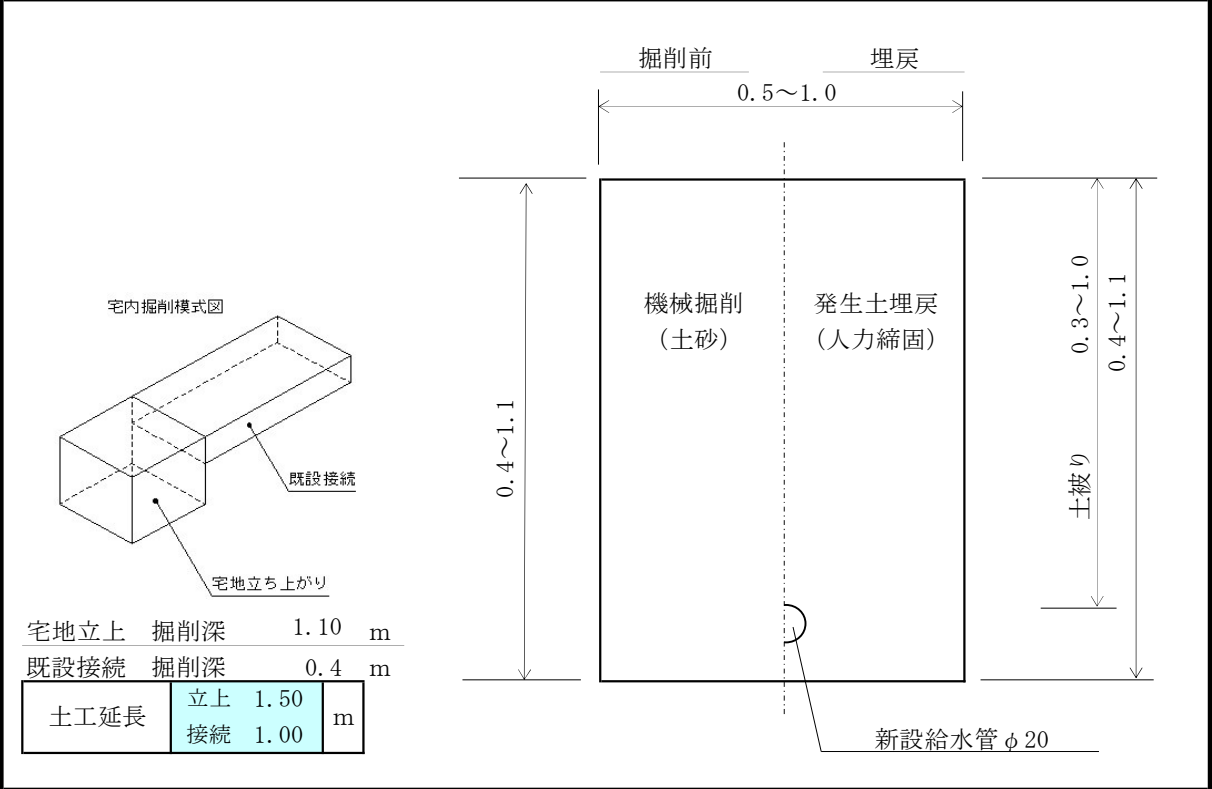 掘削前 埋戻
0.5～1.0
機械掘削
（土砂）
発生土埋戻
（人力締固）
0.4～1.1
0.3～1.0
0.4～1.1
土被り
新設給水管φ20
宅内掘削模式図
既設接続
宅地立ち上がり
宅地立上 掘削深 1.10 m
既設接続 掘削深 0.4 m
土工延長
立上 1.50
接続 1.00
m